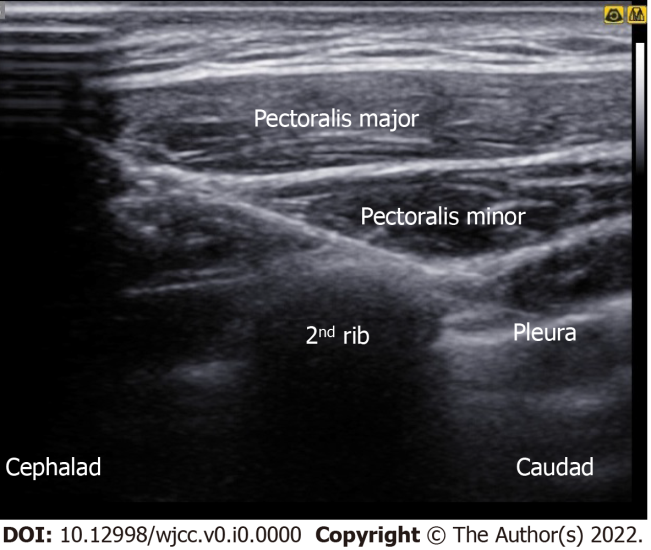 Pectoralis major
Pectoralis minor
2nd rib
Pleura
Cephalad
Caudad
DOI: 10.12998/wjcc.v0.i0.0000 Copyright © The Author(s) 2022.